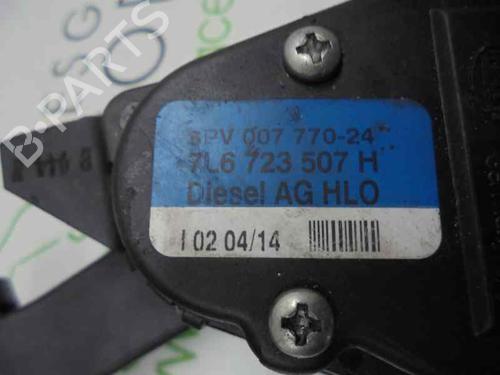 6PV 007 770-24
7L6 723 507 H
Diesel AG HLO
I 02 04/14
B-PARTS